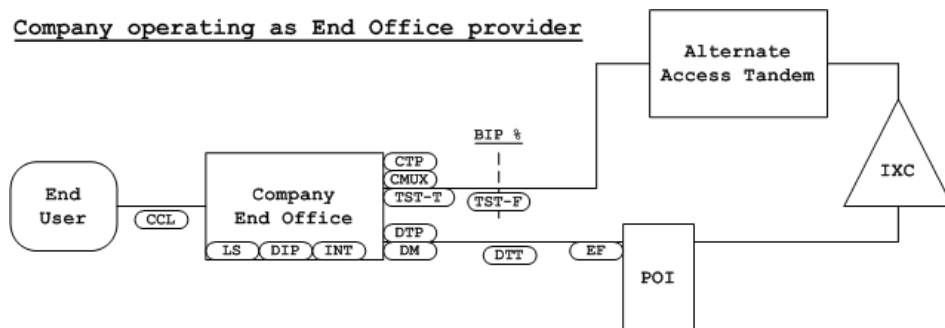 Company operating as End Office provider
Alternate
Access Tandem
BIP %
CTP
CMUX
TST-T
TST-F
IXC
End
User
CCL
Company
End Office
LS
DIP
INT
DTP
DM
DTT
EF
POI